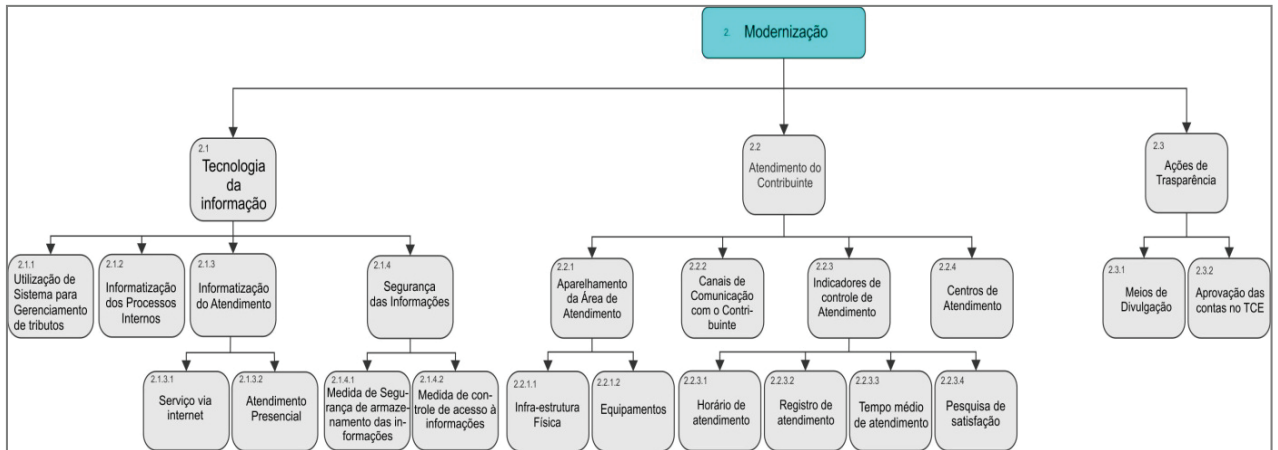 2. Modernização
2.1
Tecnologia
da
informação
2.2
Atendimento do
Contribuinte
2.3
Ações de
Trasparência
2.1.1
Utilização de
Sistema para
Gerenciamento
de tributos
2.1.2
Informatização
dos Processos
Internos
2.1.3
Informatização
do Atendimento
2.1.4
Segurança
das Informações
2.2.1
Aparelhamento
da Área de
Atendimento
2.2.2
Canais de
Comunicação
com o Contri-
buinte
2.2.3
Indicadores de
controle de
Atendimento
2.2.4
Centros de
Atendimento
2.3.1
Meios de
Divulgação
2.3.2
Aprovação das
contas no TCE
2.1.3.1
Serviço via
internet
2.1.3.2
Atendimento
Presencial
2.1.4.1
Medida de Segu-
rança de armaze-
namento das in-
formações
2.1.4.2
Medida de con-
trole de acesso à
informações
2.2.1.1
Infra-estrutura
Física
2.2.1.2
Equipamentos
2.2.3.1
Horário de
atendimento
2.2.3.2
Registro de
atendimento
2.2.3.3
Tempo médio
de atendimento
2.2.3.4
Pesquisa de
satisfação